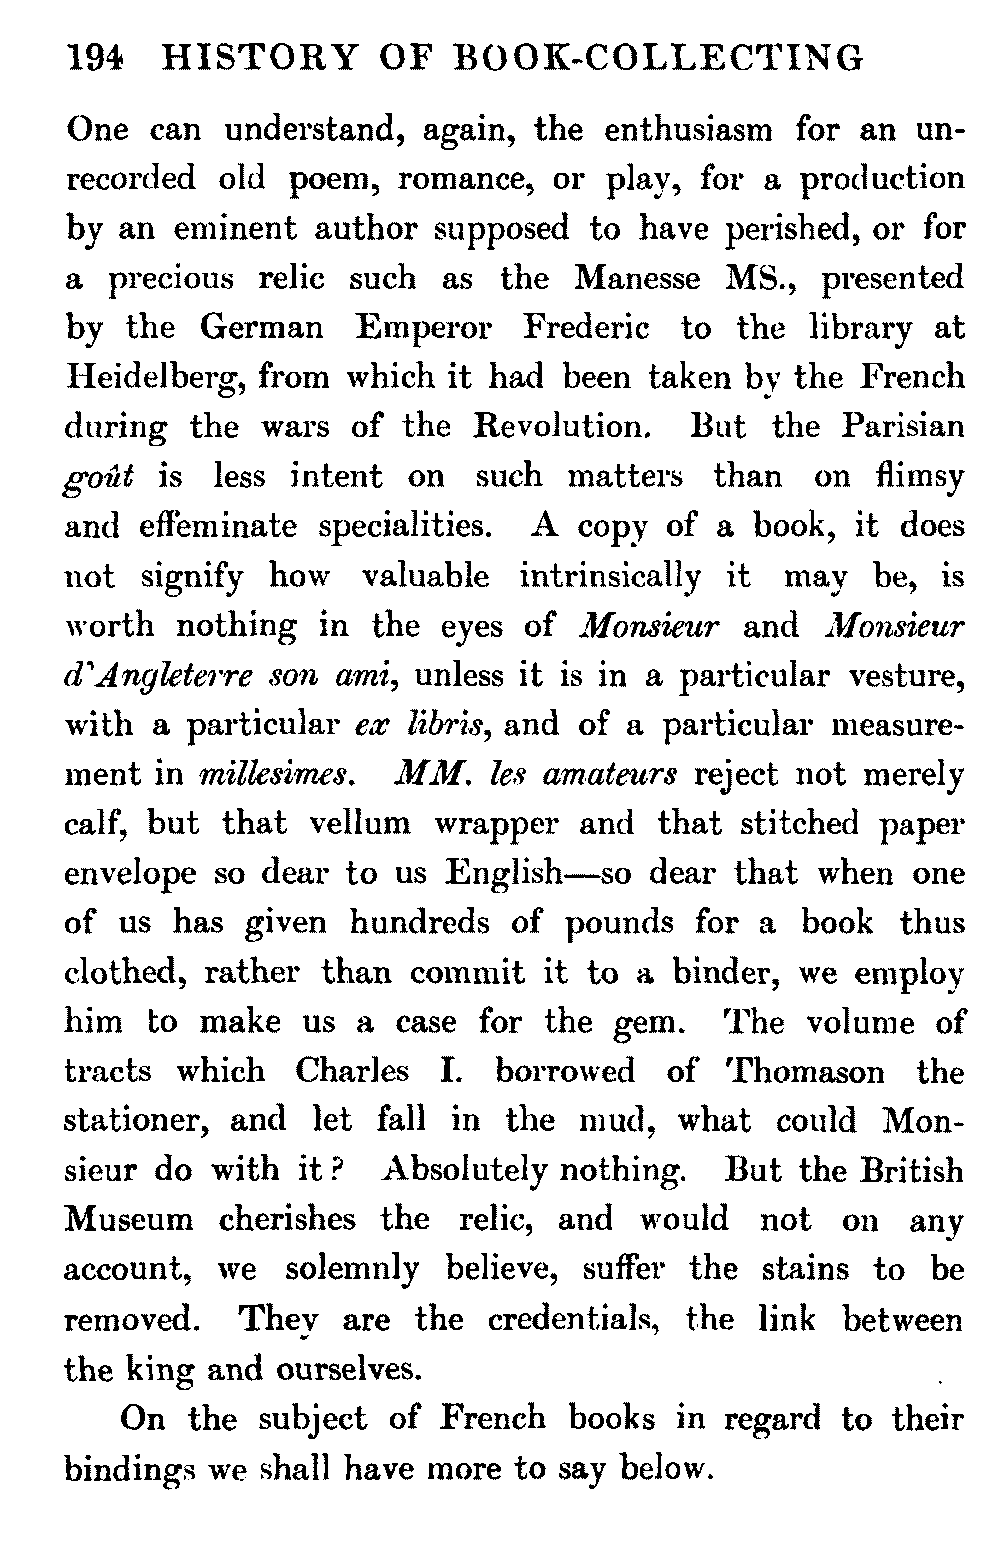 194 HISTORY OF BOOK-COLLECTING
One can understand, again, the enthusiasm for an un-
recorded old poem, romance, or play, for a production
by an eminent author supposed to have perished, or for
a precious relic such as the Manesse MS., presented
by the German Emperor Frederic to the library at
Heidelberg, from which it had been taken by the French
during the wars of the Revolution. But the Parisian
goût is less intent on such matters than on flimsy
and effeminate specialities. A copy of a book, it does
not signify how valuable intrinsically it may be, is
worth nothing in the eyes of Monsieur and Monsieur
d'Angleterre son ami, unless it is in a particular vesture,
with a particular ex libris, and of a particular measure-
ment in millesimes. MM. les amateurs reject not merely
calf, but that vellum wrapper and that stitched paper
envelope so dear to us English—so dear that when one
of us has given hundreds of pounds for a book thus
clothed, rather than commit it to a binder, we employ
him to make us a case for the gem. The volume of
tracts which Charles I. borrowed of Thomason the
stationer, and let fall in the mud, what could Mon-
sieur do with it? Absolutely nothing. But the British
Museum cherishes the relic, and would not on any
account, we solemnly believe, suffer the stains to be
removed. They are the credentials, the link between
the king and ourselves.
On the subject of French books in regard to their
bindings we shall have more to say below.